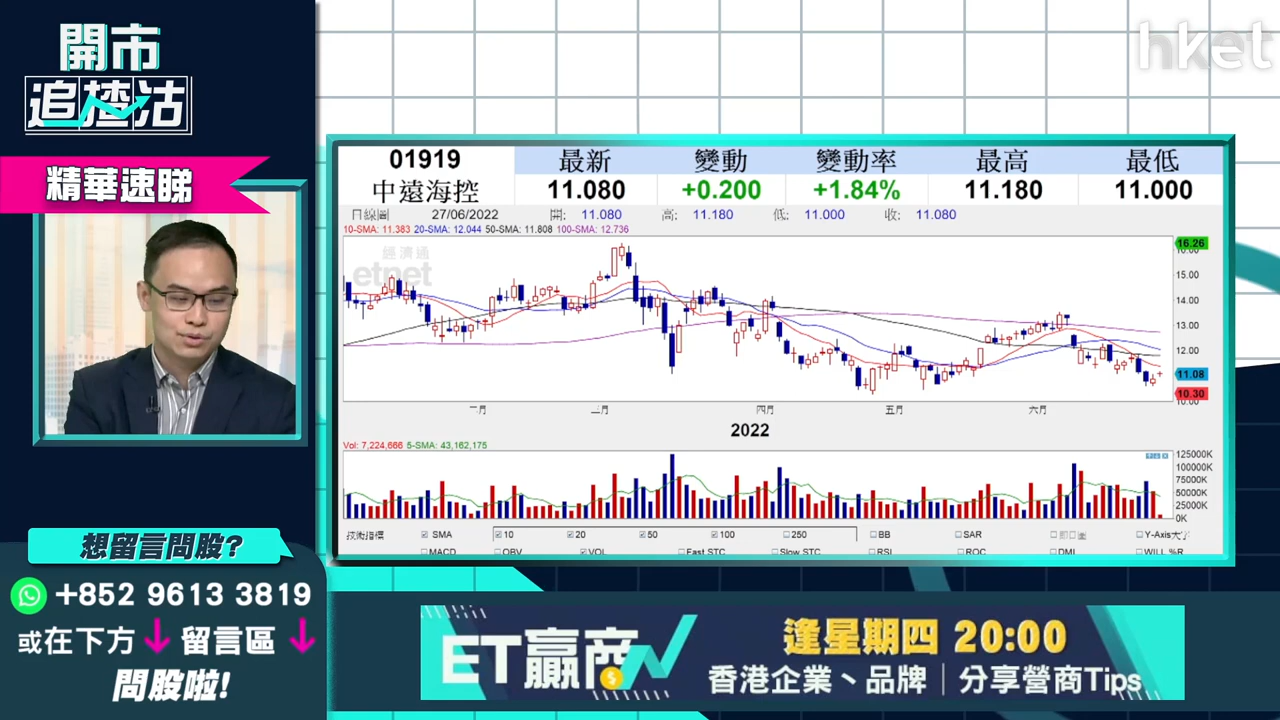 開市
追揸沽
精華速睇
想留言問股?
+852 9613 3819
或在下方 留言區
問股啦!
hket
01919 最新 變動 變動率 最高 最低
中遠海控 11.080 +0.200 +1.84% 11.180 11.000
日線圖 27/06/2022 開: 11.080 高: 11.180 低: 11.000 收: 11.080
10-SMA: 11.383 20-SMA: 12.044 50-SMA: 11.808 100-SMA: 12.736
經濟通
etnet
16.26
16.00
15.00
14.00
13.00
12.00
11.08
10.30
10.00
二月 三月 四月 五月 六月
2022
Vol: 7,224,666 5-SMA: 43,162,175
125000K
100000K
75000K
50000K
25000K
0K
技術指標 SMA 10 20 50 100 250 BB SAR Y-Axis
MACD OBV VOL Fast STC Slow STC RSI ROC DMI WILL %R
ET贏商
$
逢星期四 20:00
香港企業、品牌｜分享營商Tips